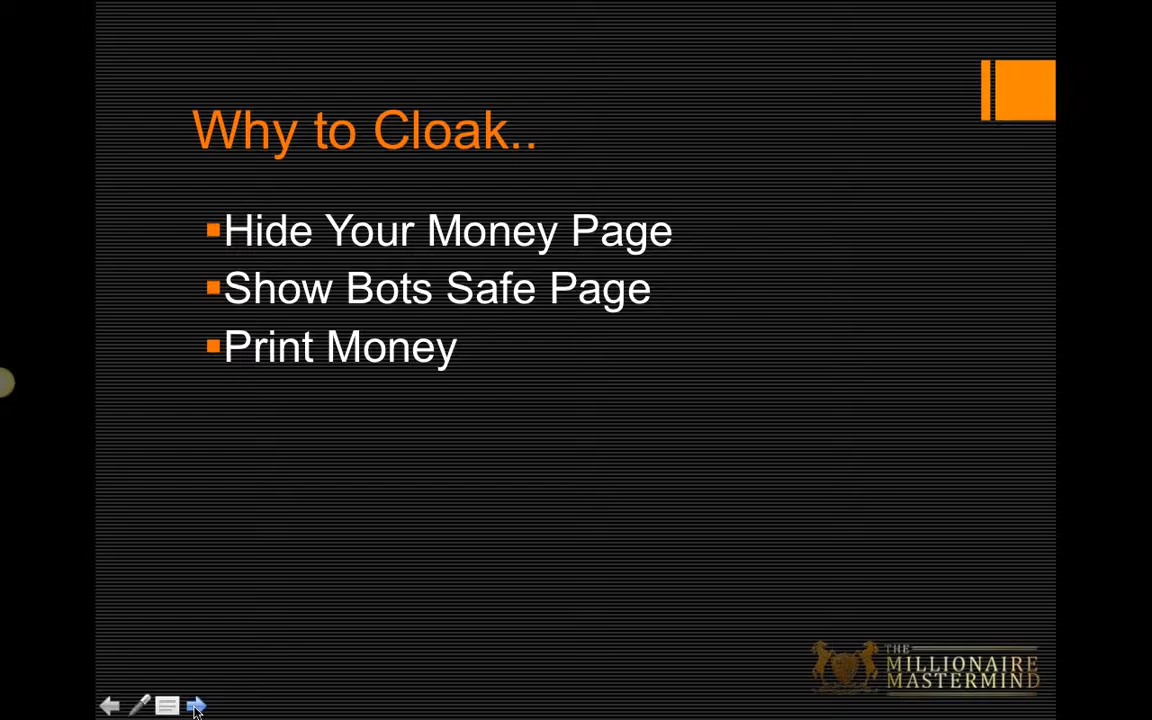 Why to Cloak..
Hide Your Money Page
Show Bots Safe Page
Print Money
THE
MILLIONAIRE
MASTERMIND